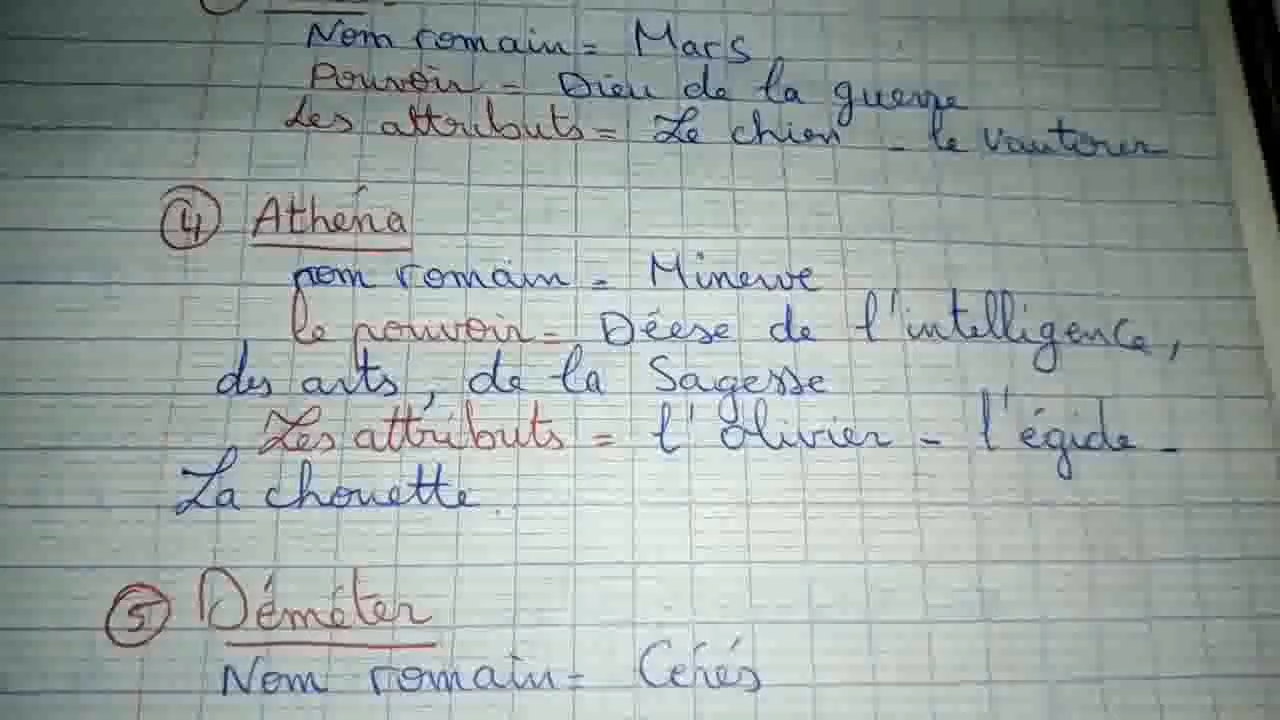 Nom romain = Mars
Pouvoir = Dieu de la guerre
Les attributs = Le chien - le vautour
4 Athéna
nom romain = Minerve
le pouvoir = Déese de l'intelligence,
des arts, de la Sagesse
Les attributs = l'olivier - l'égide -
La chouette.
5 Déméter
Nom romain = Cérés